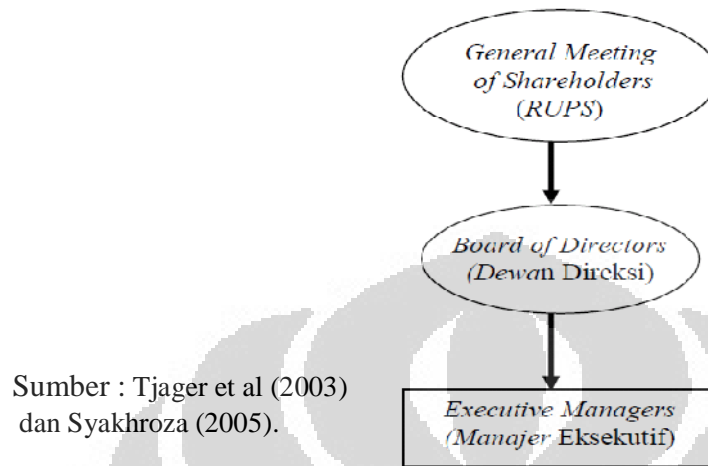 General Meeting
of Shareholders
(RUPS)
Board of Directors
(Dewan Direksi)
Sumber : Tjager et al (2003)
dan Syakhroza (2005).
Executive Managers
(Manajer Eksekutif)